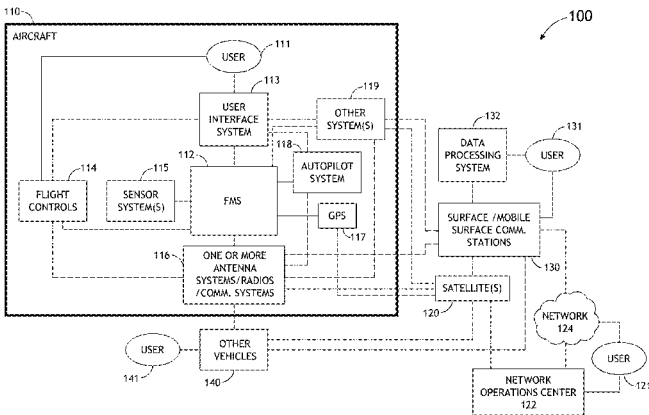 110
100
AIRCRAFT
USER
111
113
119
USER
INTERFACE
SYSTEM
OTHER
SYSTEM(S)
132
131
112
118
DATA
PROCESSING
SYSTEM
USER
114
115
AUTOPILOT
SYSTEM
FLIGHT
CONTROLS
SENSOR
SYSTEM(S)
FMS
GPS
117
SURFACE /MOBILE
SURFACE COMM.
STATIONS
130
116
ONE OR MORE
ANTENNA
SYSTEMS/RADIOS
/COMM. SYSTEMS
SATELLITE(S)
120
NETWORK
124
USER
141
OTHER
VEHICLES
140
USER
121
NETWORK
OPERATIONS CENTER
122